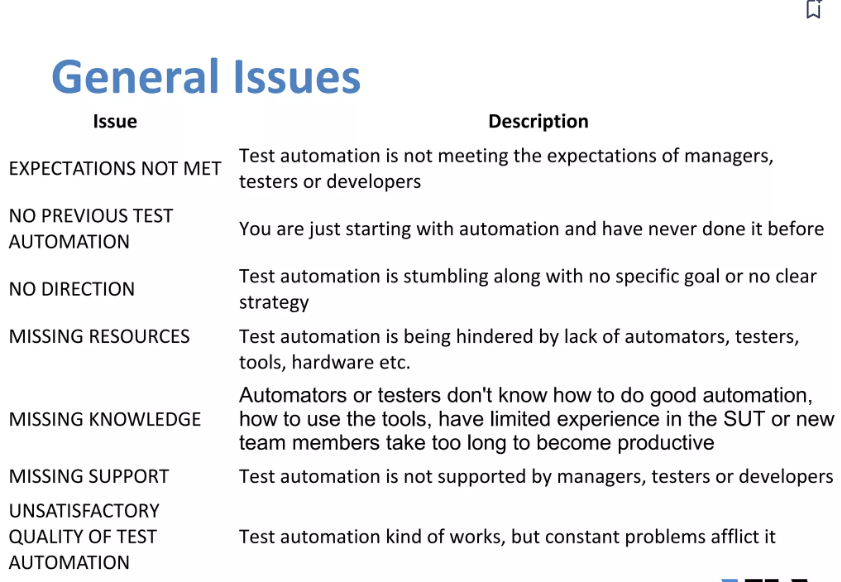 General Issues
Issue Description
EXPECTATIONS NOT MET
Test automation is not meeting the expectations of managers,
testers or developers
NO PREVIOUS TEST
AUTOMATION
You are just starting with automation and have never done it before
NO DIRECTION
Test automation is stumbling along with no specific goal or no clear
strategy
MISSING RESOURCES
Test automation is being hindered by lack of automators, testers,
tools, hardware etc.
MISSING KNOWLEDGE
Automators or testers don't know how to do good automation,
how to use the tools, have limited experience in the SUT or new
team members take too long to become productive
MISSING SUPPORT
Test automation is not supported by managers, testers or developers
UNSATISFACTORY
QUALITY OF TEST
AUTOMATION
Test automation kind of works, but constant problems afflict it